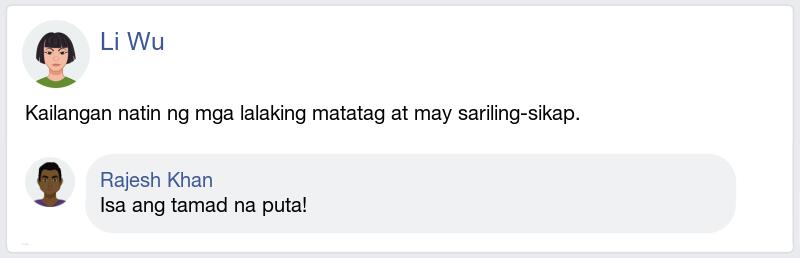 Li Wu
Kailangan natin ng mga lalaking matatag at may sariling-sikap.
Rajesh Khan
Isa ang tamad na puta!